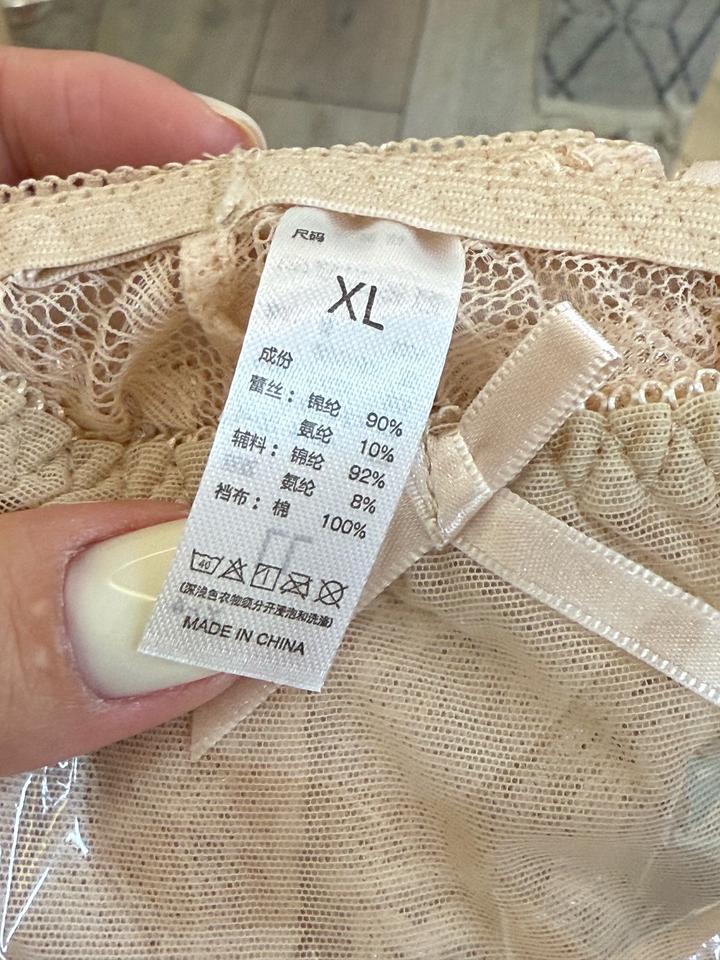 尺码
XL
成份
蕾丝：锦纶 90%
氨纶 10%
辅料：锦纶 92%
氨纶 8%
裆布：棉 100%
40
(深浅色衣物须分开浸泡和洗涤)
MADE IN CHINA